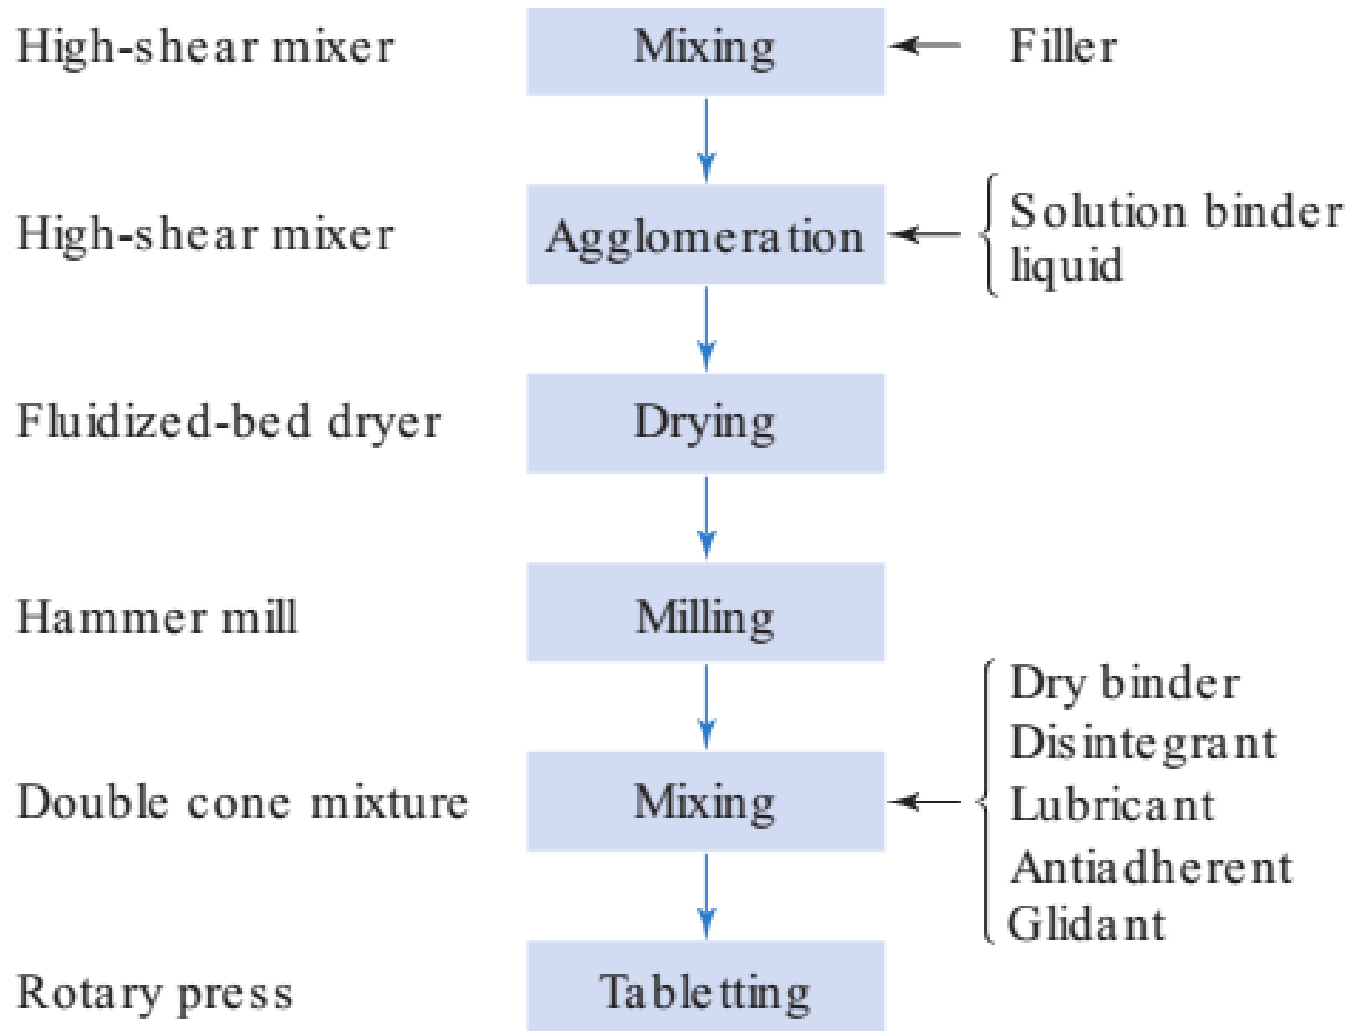 High-shear mixer Mixing Filler
High-shear mixer Agglomeration Solution binder
liquid
Fluidized-bed dryer Drying
Hammer mill Milling
Dry binder
Disintegrant
Double cone mixture Mixing Lubricant
Antiadherent
Glidant
Rotary press Tabletting